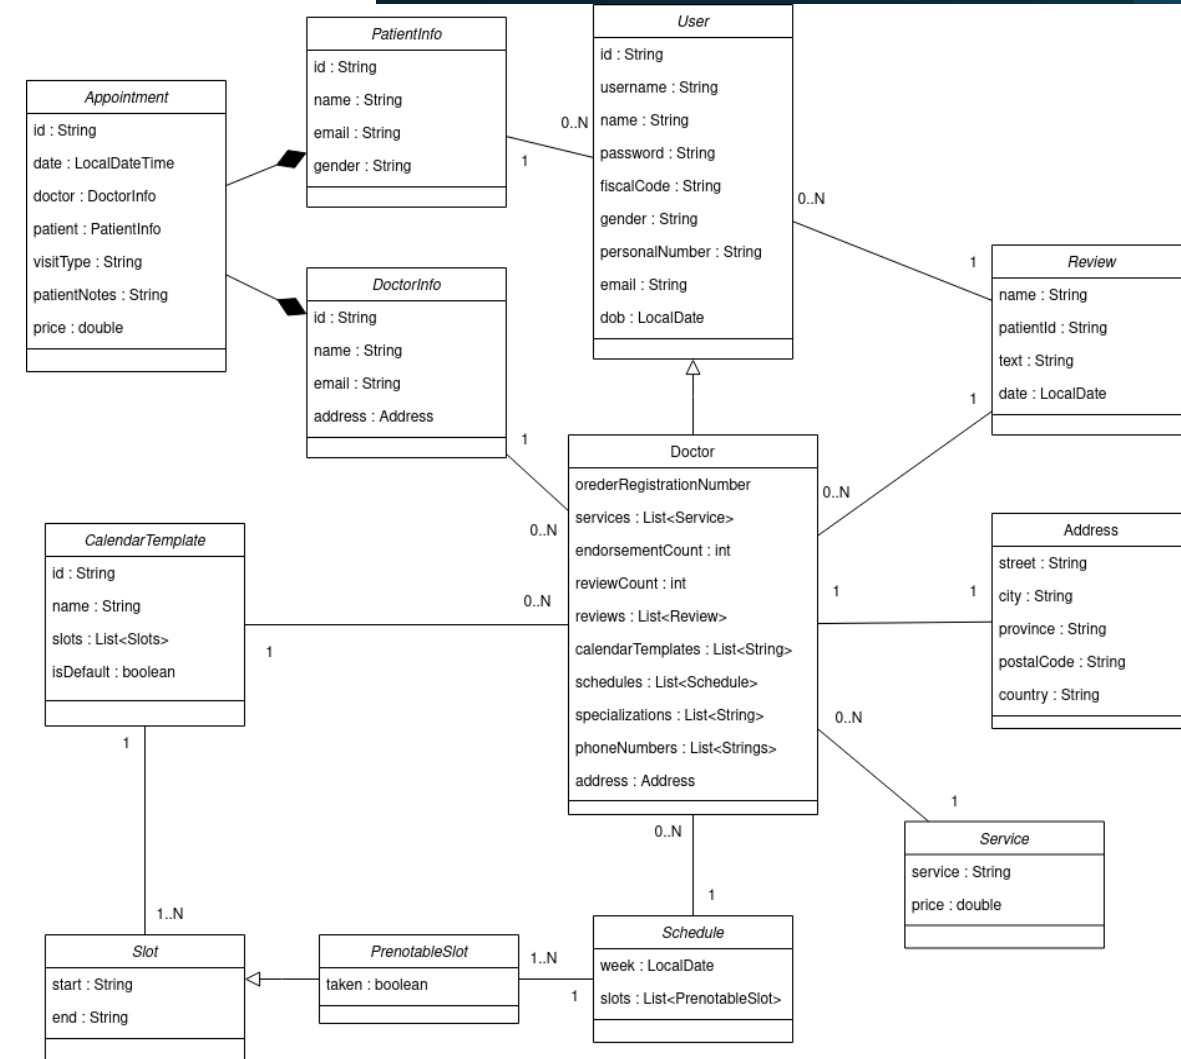 PatientInfo
id : String
name : String
email : String
gender : String
User
id : String
username : String
name : String
password : String
fiscalCode : String
gender : String
personalNumber : String
email : String
dob : LocalDate
Appointment
id : String
date : LocalDateTime
doctor : DoctorInfo
patient : PatientInfo
visitType : String
patientNotes : String
price : double
0..N
1
0..N
1
Review
name : String
patientId : String
text : String
date : LocalDate
1
0..N
DoctorInfo
id : String
name : String
email : String
address : Address
1
0..N
Doctor
orederRegistrationNumber
services : List<Service>
endorsementCount : int
reviewCount : int
reviews : List<Review>
calendarTemplates : List<String>
schedules : List<Schedule>
specializations : List<String>
phoneNumbers : List<Strings>
address : Address
Address
street : String
city : String
province : String
postalCode : String
country : String
1
1
CalendarTemplate
id : String
name : String
slots : List<Slots>
isDefault : boolean
0..N
1
0..N
1
Service
service : String
price : double
1
1..N
0..N
1
Slot
start : String
end : String
PrenotableSlot
taken : boolean
1..N
1
Schedule
week : LocalDate
slots : List<PrenotableSlot>